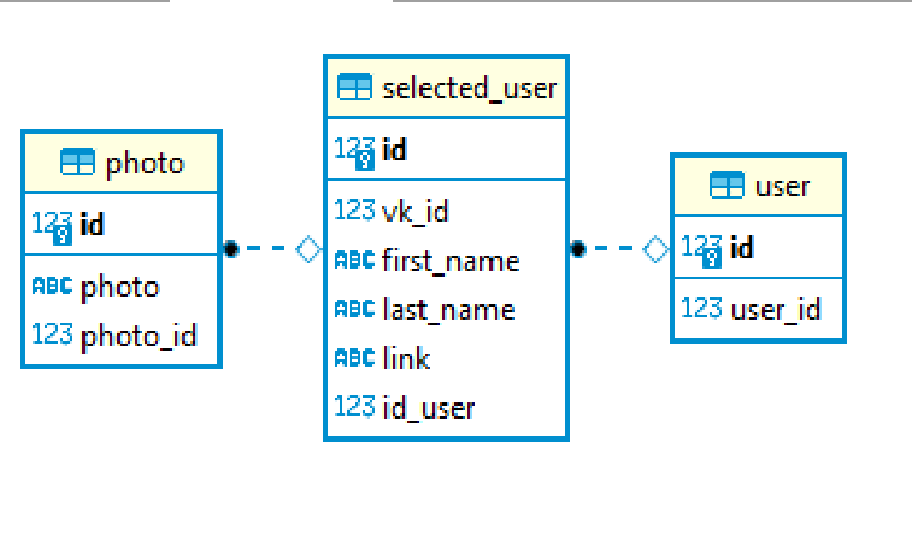 photo
123 id
ABC photo
123 photo_id
selected_user
123 id
123 vk_id
ABC first_name
ABC last_name
ABC link
123 id_user
user
123 id
123 user_id